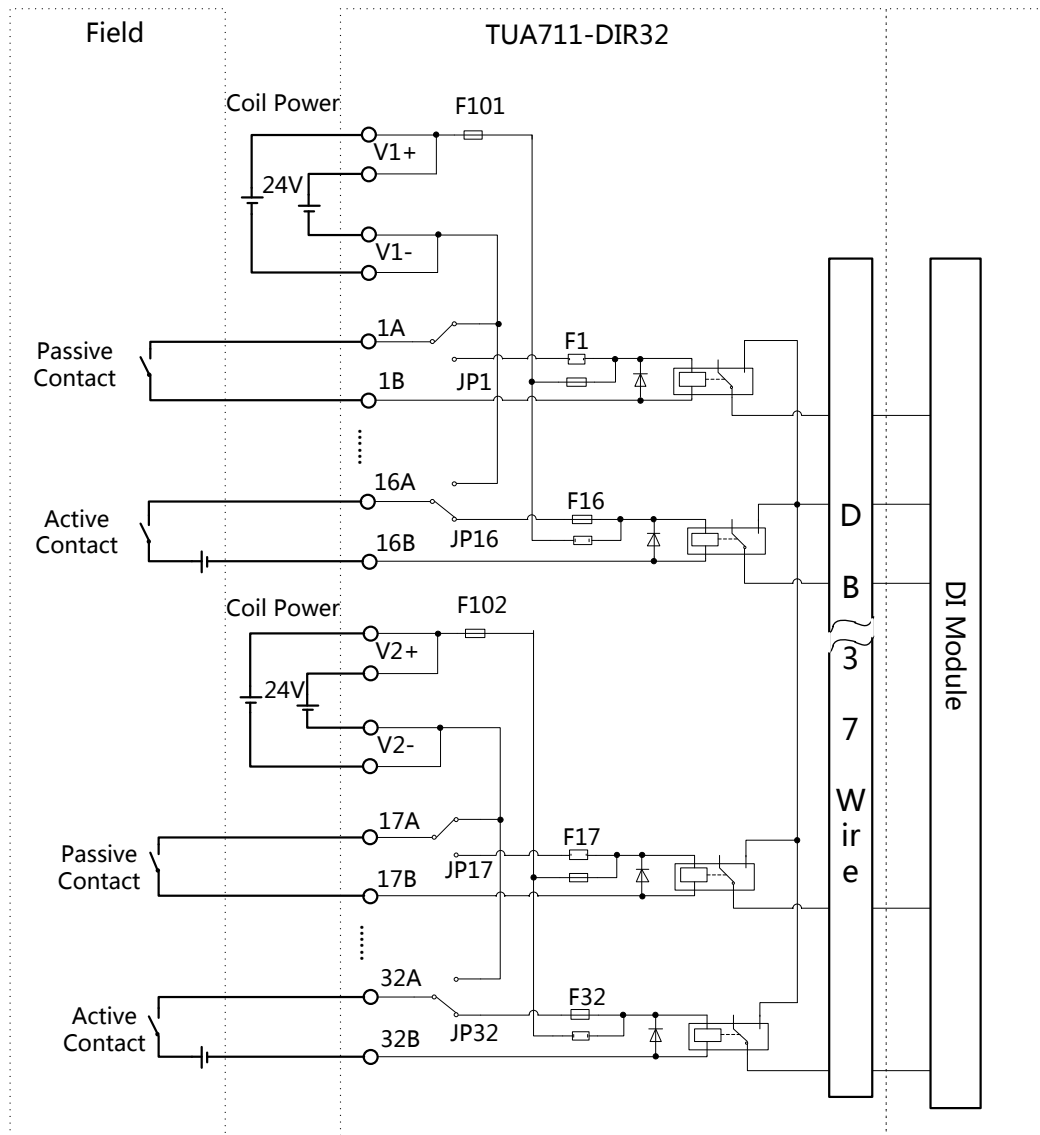 Field
TUA711-DIR32
Coil Power
F101
V1+
24V
V1-
1A
F1
Passive
Contact
JP1
1B
16A
F16
Active
Contact
JP16
16B
Coil Power
F102
V2+
24V
V2-
17A
F17
Passive
Contact
JP17
17B
32A
F32
Active
Contact
JP32
32B
D
B
3
7
W
ir
e
DI Module